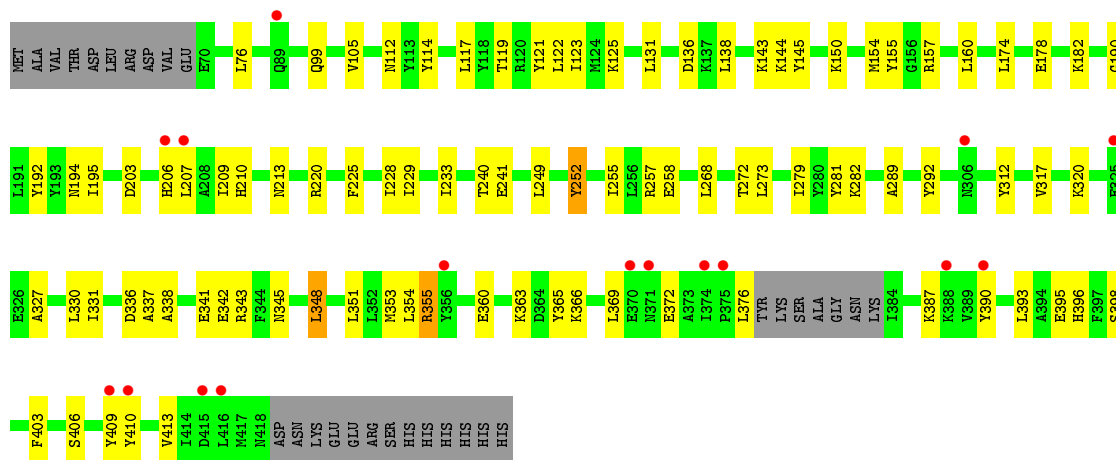 MET ALA VAL THR ASP LEU ARG ASP VAL GLU E70 L76 Q89 Q99 V105 N112 Y113 Y114 L117 Y118 T119 R120 Y121 L122 I123 M124 K125 L131 D136 K137 L138 K143 K144 Y145 K150 M154 Y155 G156 R157 L160 L174 E178 K182
L191 Y192 Y193 N194 I195 D203 H206 L207 A208 I209 H210 N213 R220 F225 I228 I229 I233 T240 E241 L249 Y252 I255 L256 R257 E258 L268 T272 L273 I279 Y280 Y281 K282 A289 Y292 N306 Y312 V317 K320
E326 A327 L330 I331 D336 A337 A338 E341 E342 R343 F344 N345 L348 L351 L352 M353 L354 R355 Y356 E360 K363 D364 Y365 K366 L369 E370 N371 E372 A373 I374 P375 L376 TYR LYS SER ALA GLY ASN LYS I384 K387 K388 V389 Y390 L393 A394 E395 H396 F397
F403 S406 Y409 Y410 V413 I414 D415 L416 M417 N418 ASP ASN LYS GLU GLU ARG SER HIS HIS HIS HIS HIS HIS